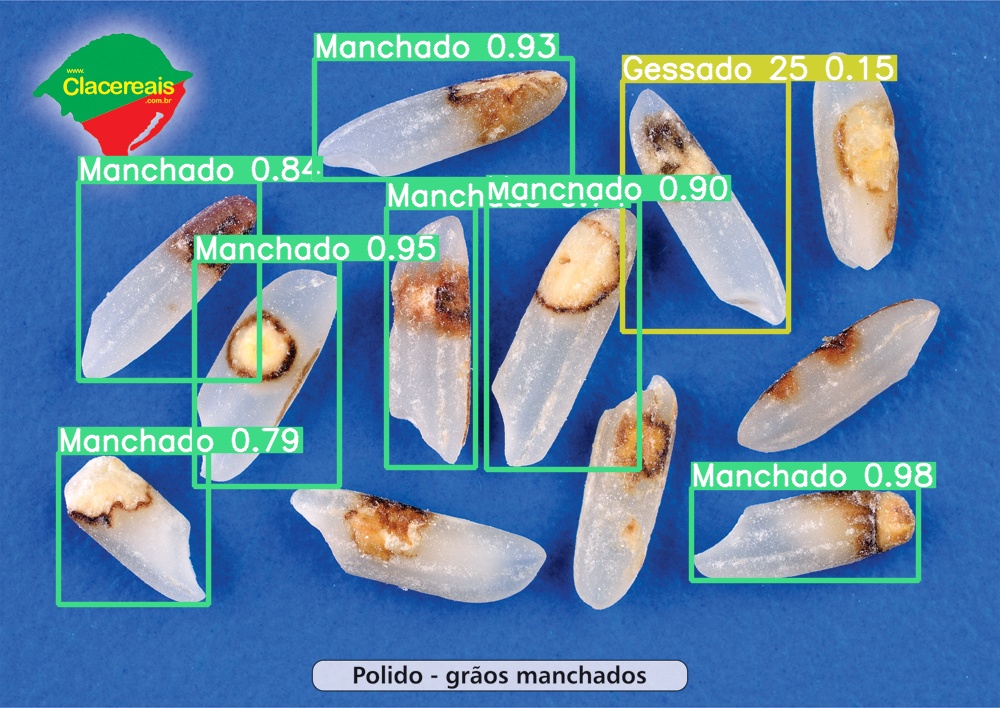 Manchado 0.93
Gessado 25 0.15
www.
Clacereais
.com.br
Manchado 0.84
Manchado 0.90
Manchado 0.95
Manchado 0.79
Manchado 0.98
Polido - grãos manchados